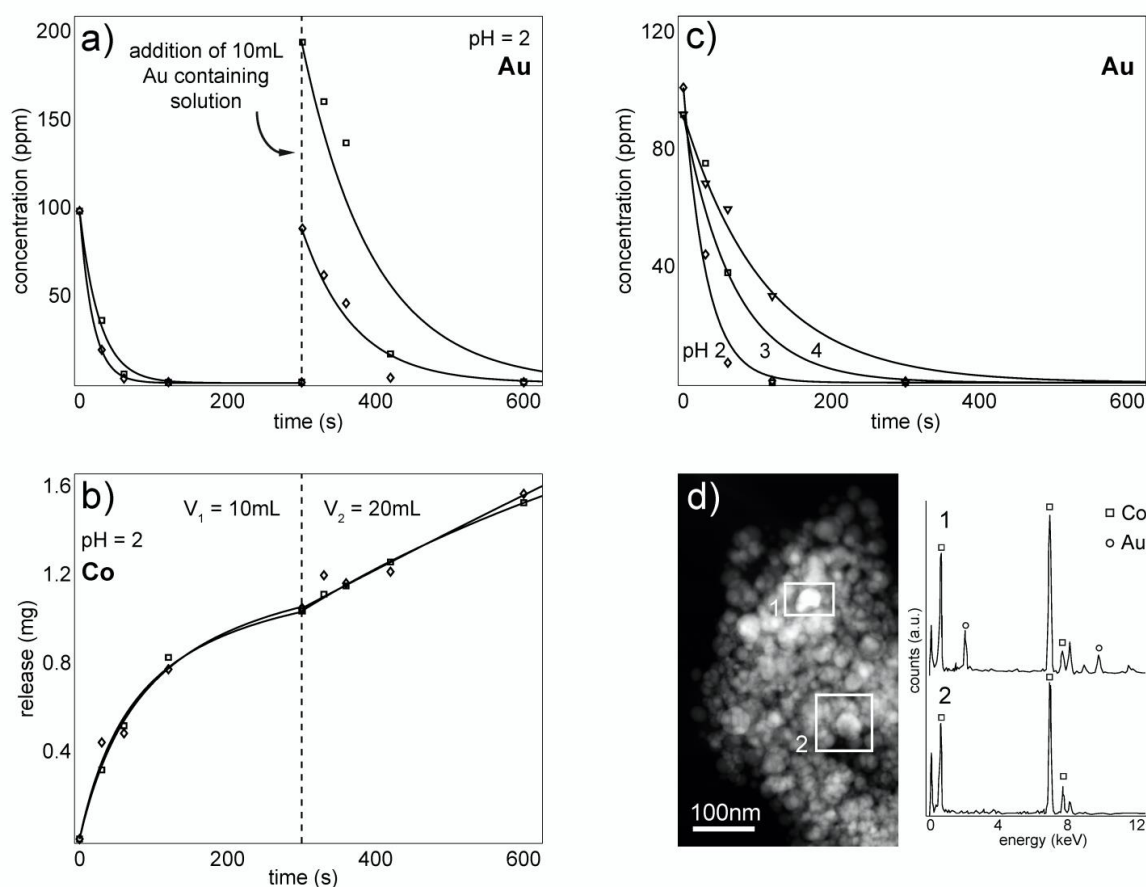 a)
pH = 2
Au
addition of 10mL
Au containing
solution
200
150
100
50
concentration (ppm)
0
200
400
600
time (s)
c)
Au
120
80
40
concentration (ppm)
pH 2
3
4
0
200
400
600
time (s)
b)
V1 = 10mL
V2 = 20mL
pH = 2
Co
1.6
1.2
0.8
0.4
release (mg)
0
200
400
600
time (s)
d)
1
2
100nm
1
Co
Au
counts (a.u.)
2
0
4
8
12
energy (keV)